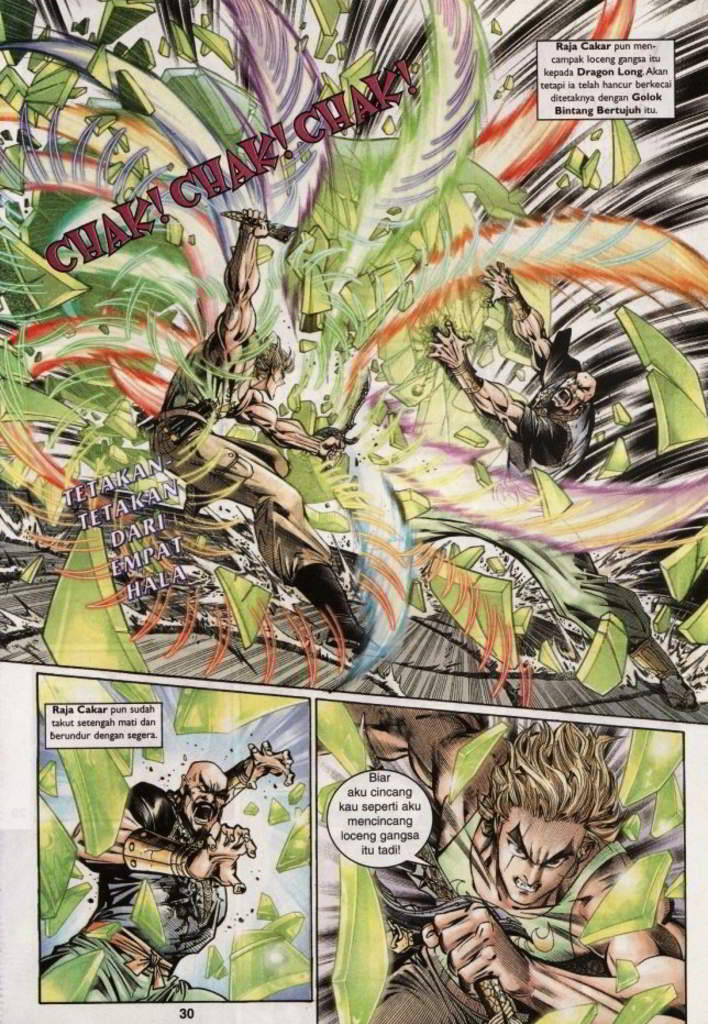 Raja Cakar pun men-
campak loceng gangsa itu
kepada Dragon Long. Akan
tetapi ia telah hancur berkecai
ditetaknya dengan Golok
Bintang Bertujuh itu.
CHAK! CHAK! CHAK! CHAK!
TETAKAN-
TETAKAN
DARI
EMPAT
HALA
Raja Cakar pun sudah
takut setengah mati dan
berundur dengan segera.
Biar
aku cincang
kau seperti aku
mencincang
loceng gangsa
itu tadi!
30